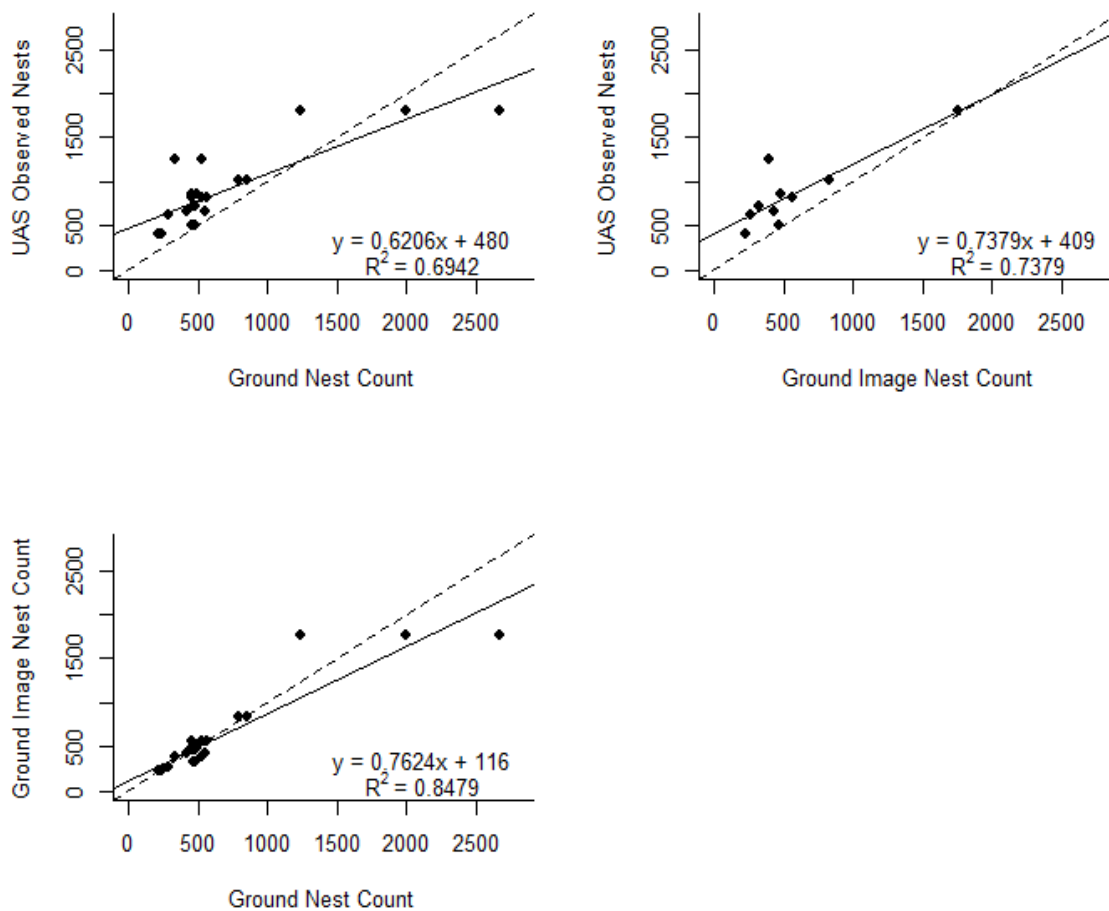 UAS Observed Nests
2500
1500
500
0
y = 0.6206x + 480
R² = 0.6942
0 500 1000 1500 2000 2500
Ground Nest Count
UAS Observed Nests
2500
1500
500
0
y = 0.7379x + 409
R² = 0.7379
0 500 1000 1500 2000 2500
Ground Image Nest Count
Ground Image Nest Count
2500
1500
500
0
y = 0.7624x + 116
R² = 0.8479
0 500 1000 1500 2000 2500
Ground Nest Count